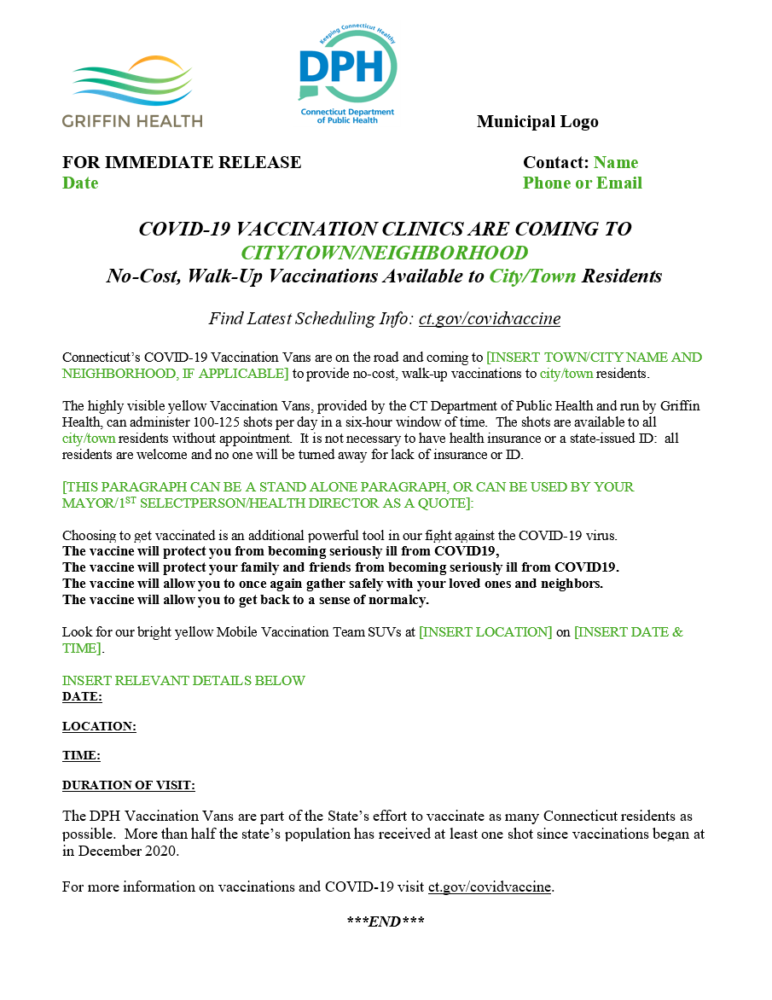 Keeping Connecticut Healthy
DPH
GRIFFIN HEALTH
Connecticut Department
of Public Health
Municipal Logo
FOR IMMEDIATE RELEASE
Contact: Name
Date
Phone or Email
COVID-19 VACCINATION CLINICS ARE COMING TO
CITY/TOWN/NEIGHBORHOOD
No-Cost, Walk-Up Vaccinations Available to City/Town Residents
Find Latest Scheduling Info: ct.gov/covidvaccine
Connecticut’s COVID-19 Vaccination Vans are on the road and coming to [INSERT TOWN/CITY NAME AND
NEIGHBORHOOD, IF APPLICABLE] to provide no-cost, walk-up vaccinations to city/town residents.
The highly visible yellow Vaccination Vans, provided by the CT Department of Public Health and run by Griffin
Health, can administer 100-125 shots per day in a six-hour window of time.  The shots are available to all
city/town residents without appointment.  It is not necessary to have health insurance or a state-issued ID:  all
residents are welcome and no one will be turned away for lack of insurance or ID.
[THIS PARAGRAPH CAN BE A STAND ALONE PARAGRAPH, OR CAN BE USED BY YOUR
MAYOR/1ST SELECTPERSON/HEALTH DIRECTOR AS A QUOTE]:
Choosing to get vaccinated is an additional powerful tool in our fight against the COVID-19 virus.
The vaccine will protect you from becoming seriously ill from COVID19,
The vaccine will protect your family and friends from becoming seriously ill from COVID19.
The vaccine will allow you to once again gather safely with your loved ones and neighbors.
The vaccine will allow you to get back to a sense of normalcy.
Look for our bright yellow Mobile Vaccination Team SUVs at [INSERT LOCATION] on [INSERT DATE &
TIME].
INSERT RELEVANT DETAILS BELOW
DATE:
LOCATION:
TIME:
DURATION OF VISIT:
The DPH Vaccination Vans are part of the State’s effort to vaccinate as many Connecticut residents as
possible.  More than half the state’s population has received at least one shot since vaccinations began at
in December 2020.
For more information on vaccinations and COVID-19 visit ct.gov/covidvaccine.
***END***